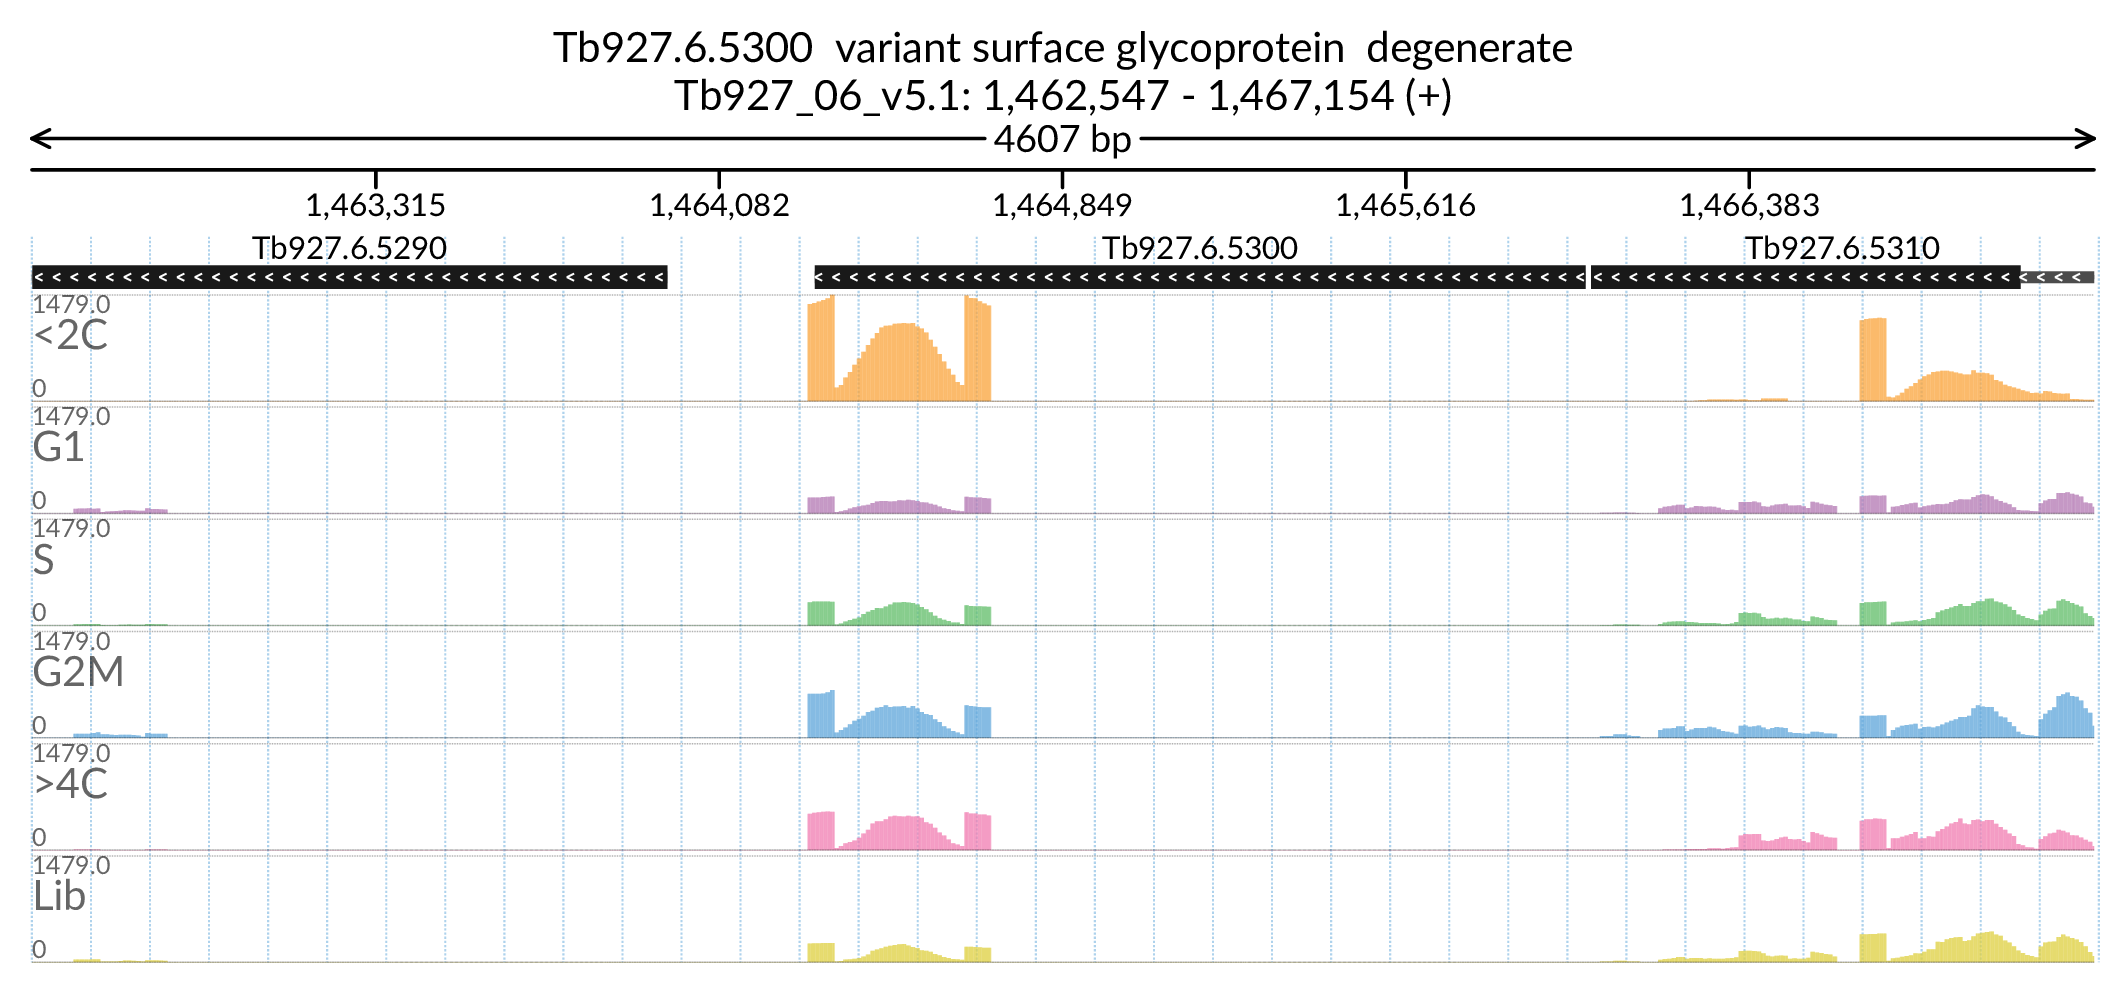 Tb927.6.5300 variant surface glycoprotein degenerate
Tb927_06_v5.1: 1,462,547 - 1,467,154 (+)
4607 bp
1,463,315 1,464,082 1,464,849 1,465,616 1,466,383
Tb927.6.5290 Tb927.6.5300 Tb927.6.5310
1479.0
<2C
0
1479.0
G1
0
1479.0
S
0
1479.0
G2M
0
1479.0
>4C
0
1479.0
Lib
0